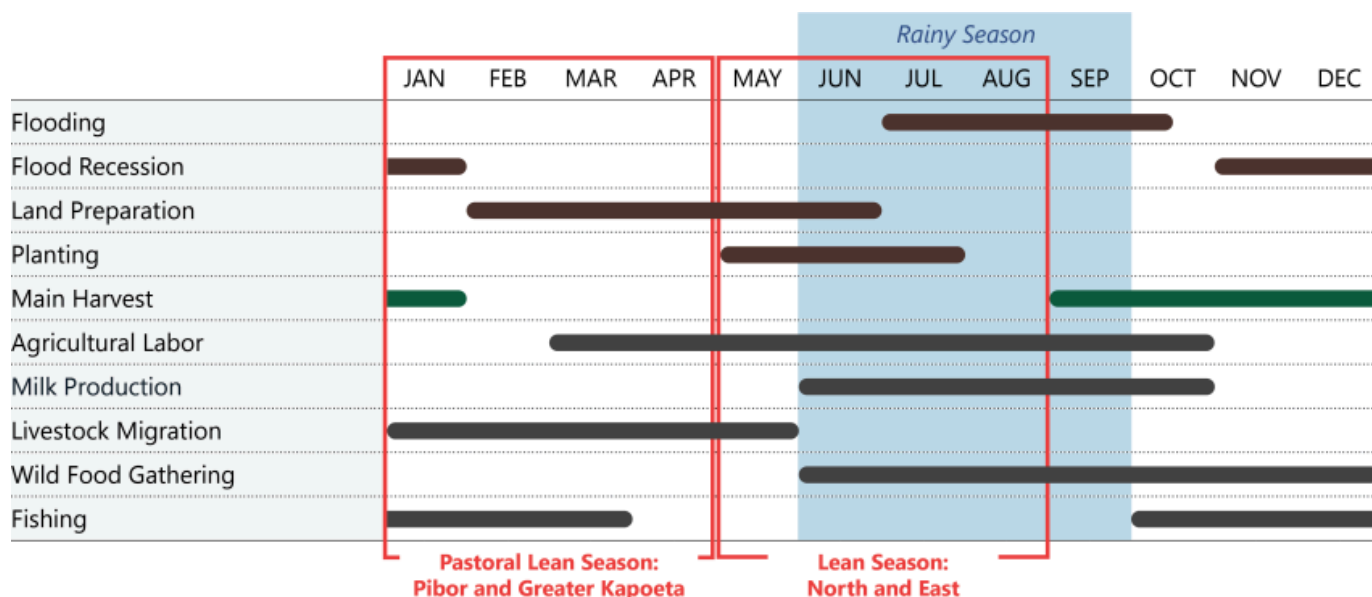 Rainy Season
JAN FEB MAR APR MAY JUN JUL AUG SEP OCT NOV DEC
Flooding
Flood Recession
Land Preparation
Planting
Main Harvest
Agricultural Labor
Milk Production
Livestock Migration
Wild Food Gathering
Fishing
Pastoral Lean Season:
Pibor and Greater Kapoeta
Lean Season:
North and East